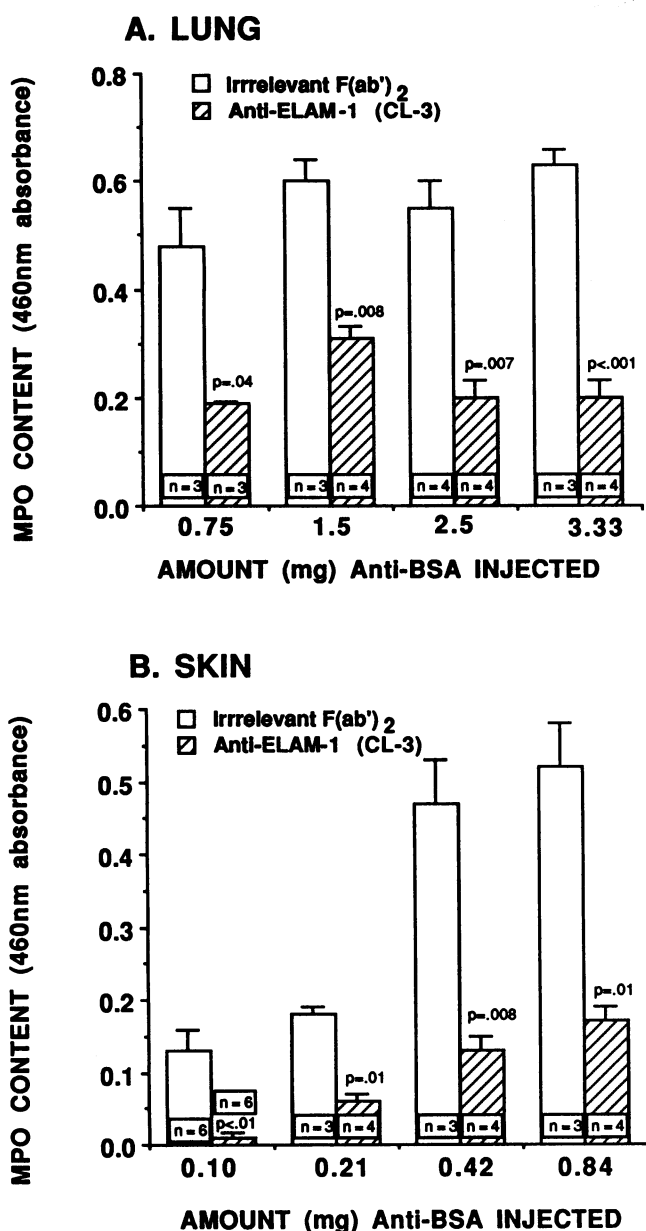 A. LUNG
MPO CONTENT (460nm absorbance)
0.8
0.6
0.4
0.2
0.0
Irrrelevant F(ab')2
Anti-ELAM-1 (CL-3)
p=.04
p=.008
p=.007
p<.001
n=3 n=3 n=3 n=4 n=4 n=4 n=3 n=4
0.75 1.5 2.5 3.33
AMOUNT (mg) Anti-BSA INJECTED
B. SKIN
MPO CONTENT (460nm absorbance)
0.6
0.5
0.4
0.3
0.2
0.1
0.0
Irrrelevant F(ab')2
Anti-ELAM-1 (CL-3)
n=6
p<.01
p=.01
p=.008
p=.01
n=6 n=3 n=4 n=3 n=4 n=3 n=4
0.10 0.21 0.42 0.84
AMOUNT (mg) Anti-BSA INJECTED